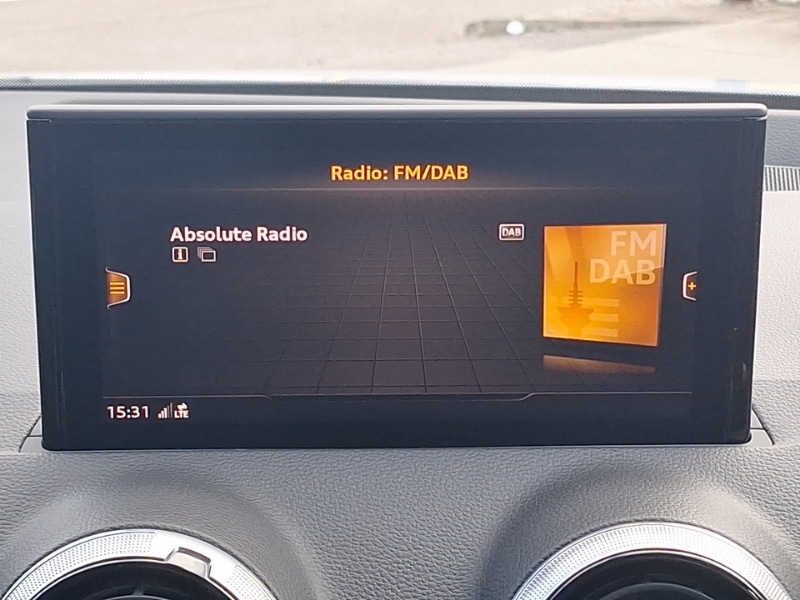 Radio: FM/DAB
Absolute Radio
DAB
FM
DAB
15:31 LTE